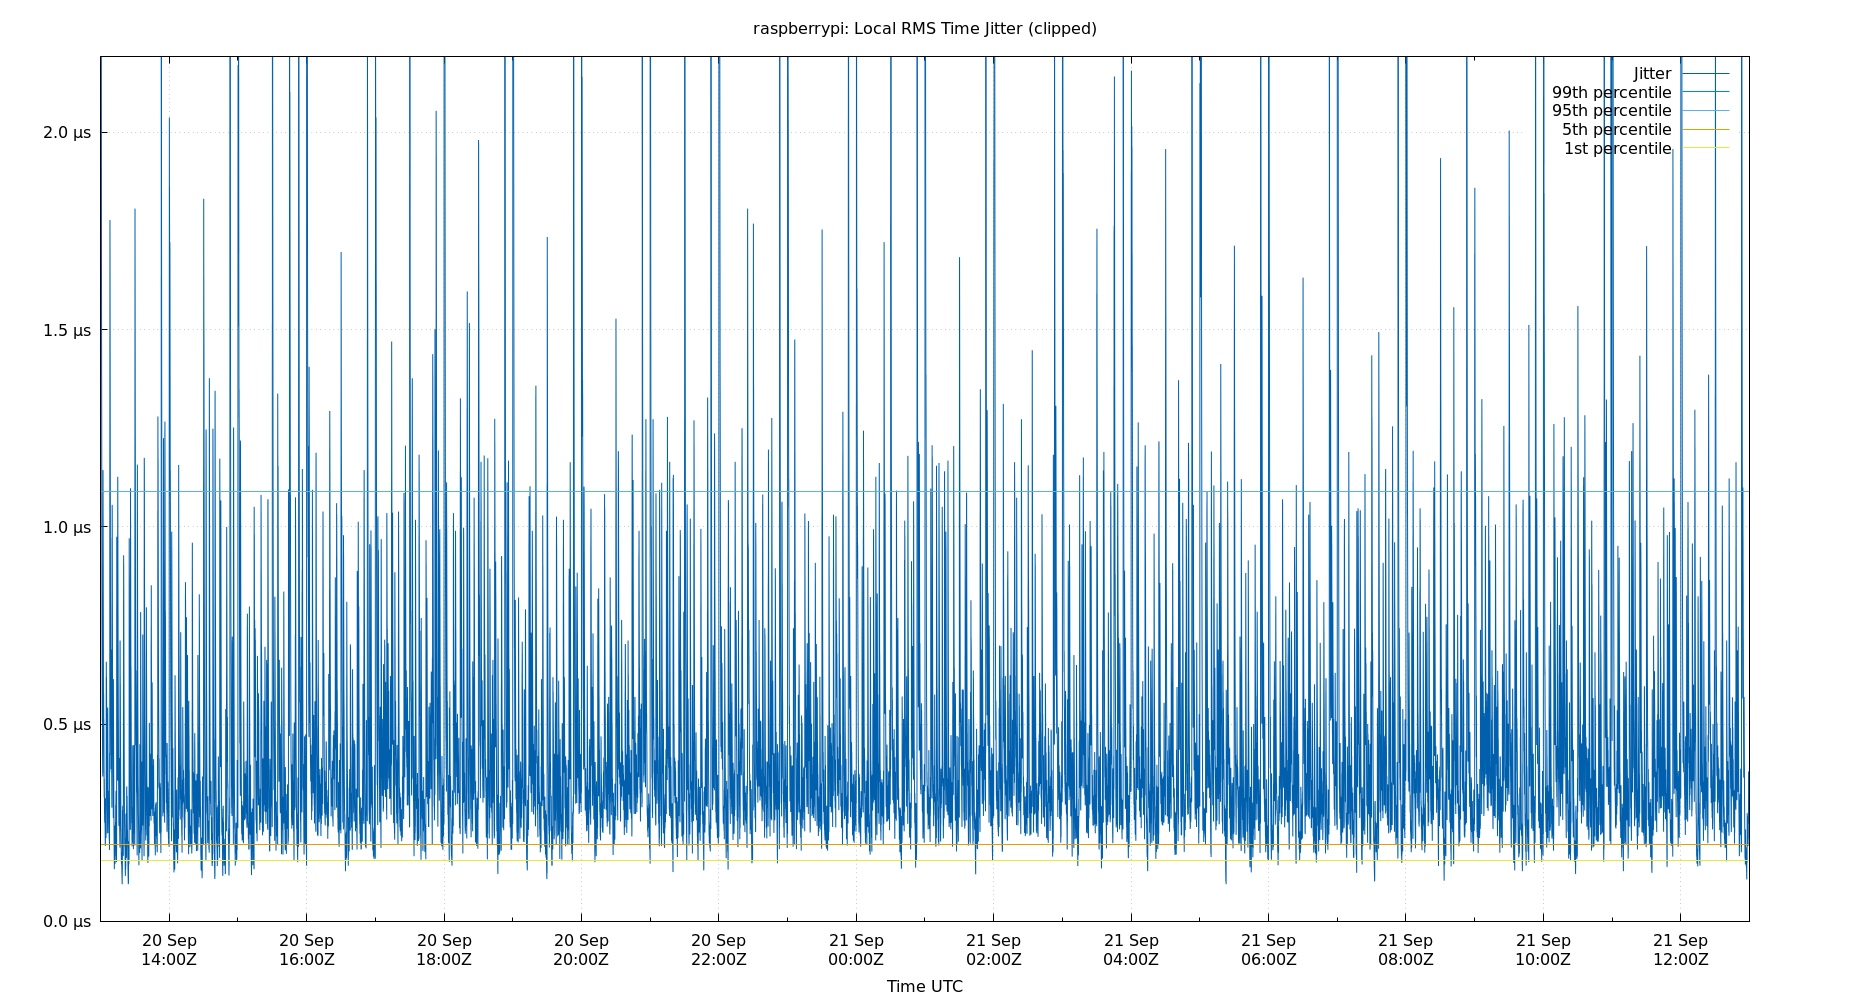 raspberrypi: Local RMS Time Jitter (clipped)
Jitter
99th percentile
95th percentile
5th percentile
1st percentile
2.0 µs
1.5 µs
1.0 µs
0.5 µs
0.0 µs
20 Sep 20 Sep 20 Sep 20 Sep 20 Sep 21 Sep 21 Sep 21 Sep 21 Sep 21 Sep 21 Sep 21 Sep
14:00Z 16:00Z 18:00Z 20:00Z 22:00Z 00:00Z 02:00Z 04:00Z 06:00Z 08:00Z 10:00Z 12:00Z
Time UTC